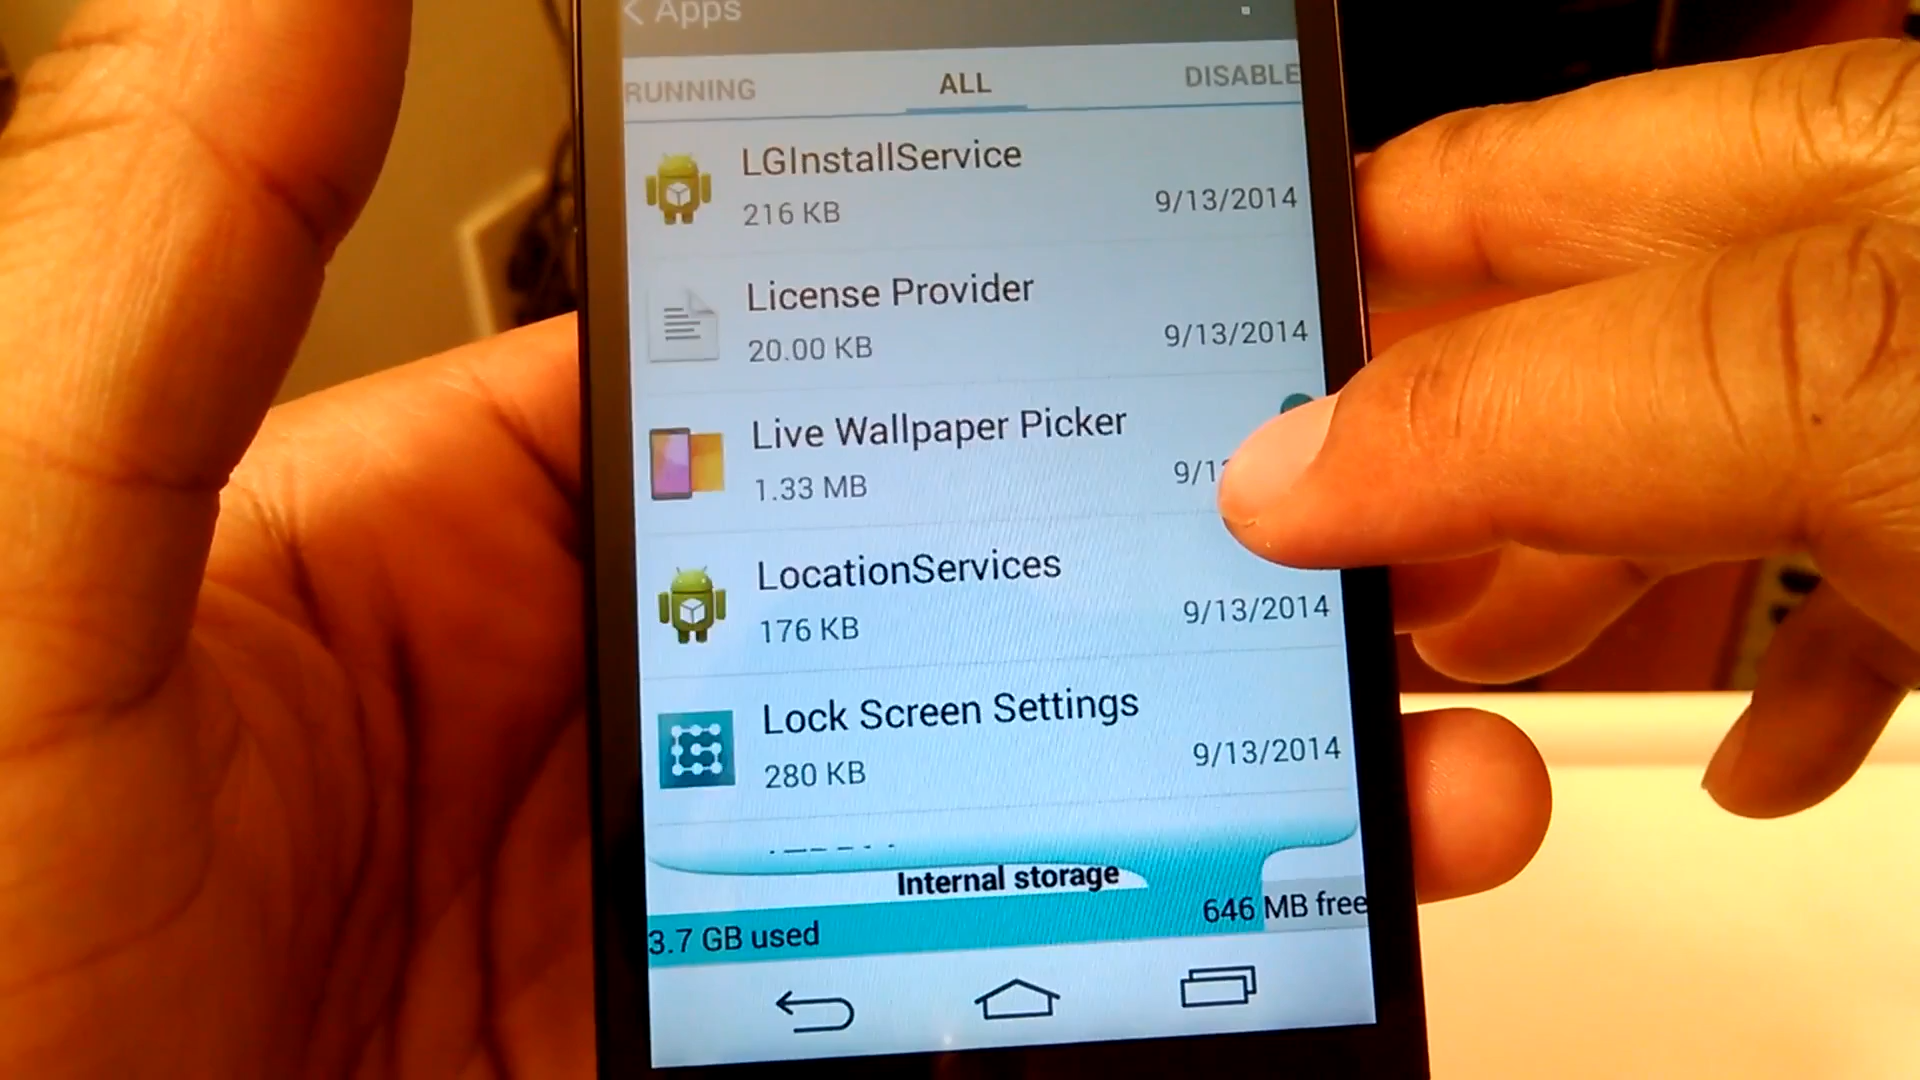 Apps
RUNNING ALL DISABLE
LGInstallService
216 KB 9/13/2014
License Provider
20.00 KB 9/13/2014
Live Wallpaper Picker
1.33 MB 9/1
LocationServices
176 KB 9/13/2014
Lock Screen Settings
280 KB 9/13/2014
Internal storage
3.7 GB used 646 MB free